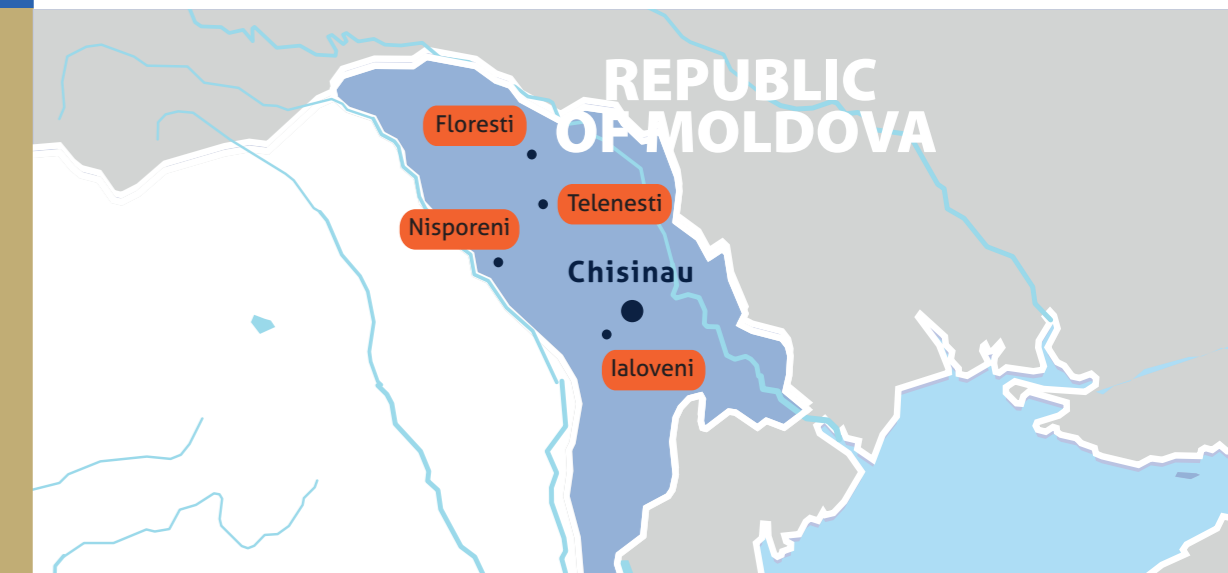 REPUBLIC
OF MOLDOVA
Floresti
Telenesti
Nisporeni
Chisinau
Ialoveni